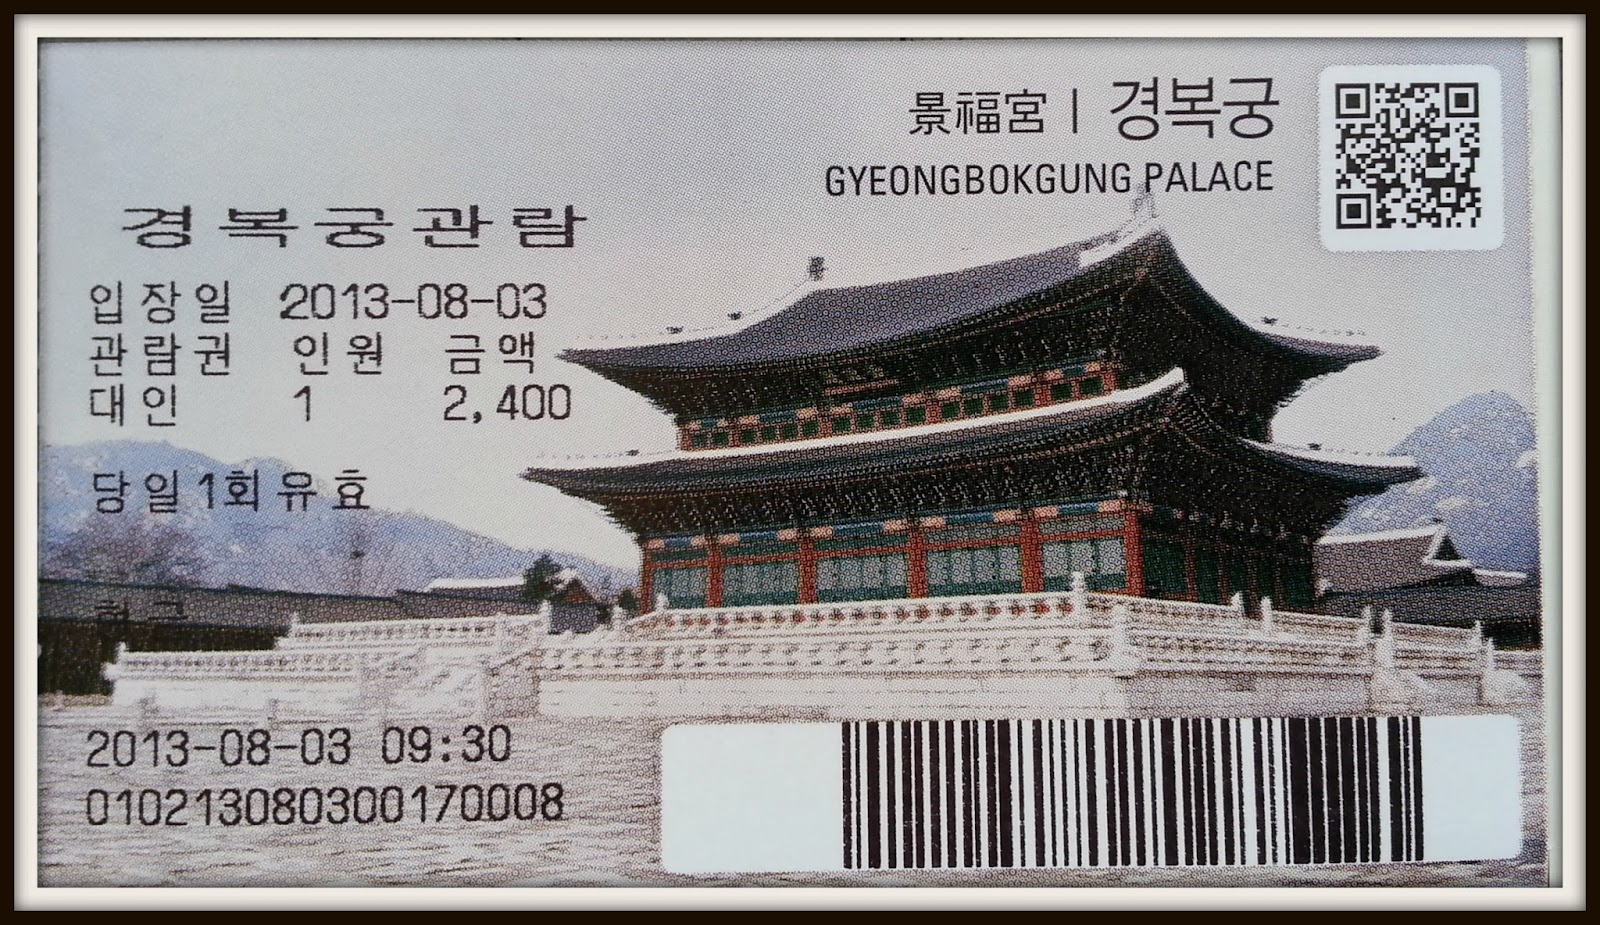 景福宮 | 경복궁
GYEONGBOKGUNG PALACE
경복궁관람
입장일 2013-08-03
관람권 인원 금액
대인 1 2,400
당일1회유효
2013-08-03 09:30
010213080300170008